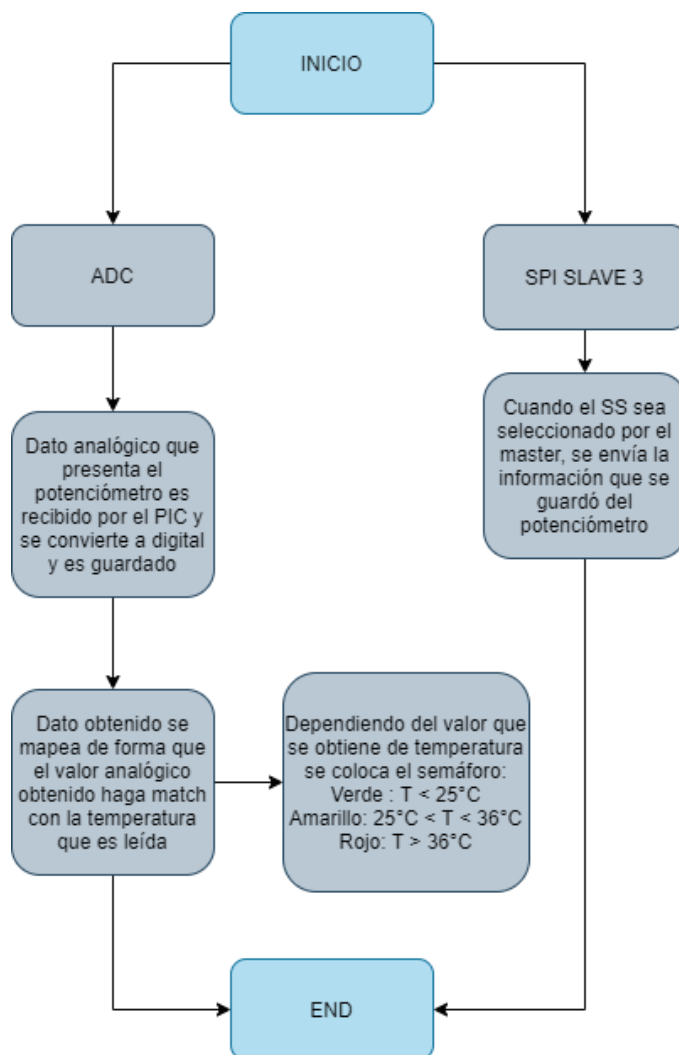 INICIO
ADC
SPI SLAVE 3
Dato analógico que
presenta el
potenciómetro es
recibido por el PIC y
se convierte a digital
y es guardado
Cuando el SS sea
seleccionado por el
master, se envía la
información que se
guardó del
potenciómetro
Dato obtenido se
mapea de forma que
el valor analógico
obtenido haga match
con la temperatura
que es leída
Dependiendo del valor que
se obtiene de temperatura
se coloca el semáforo:
Verde : T < 25°C
Amarillo: 25°C < T < 36°C
Rojo: T > 36°C
END